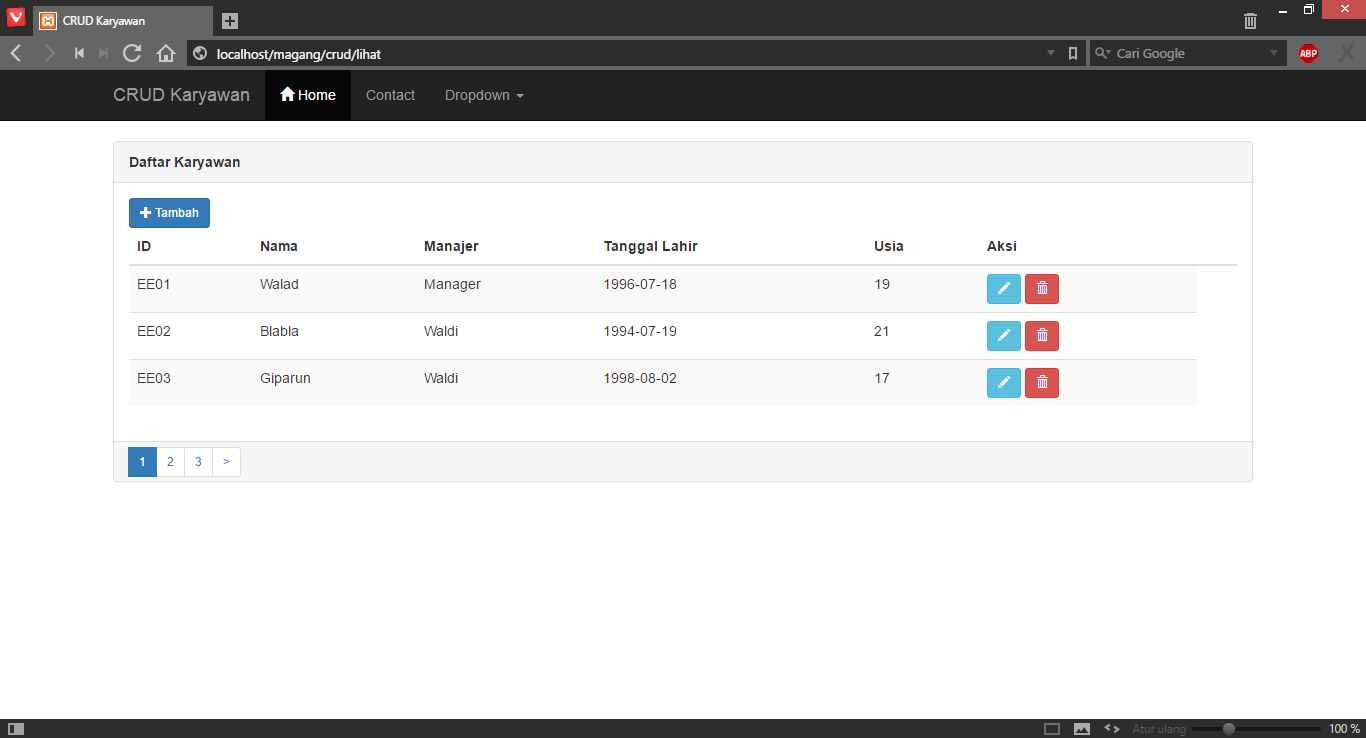 CRUD Karyawan
localhost/magang/crud/lihat
Cari Google
ABP
CRUD Karyawan Home Contact Dropdown
Daftar Karyawan
Tambah
ID Nama Manajer Tanggal Lahir Usia Aksi
EE01 Walad Manager 1996-07-18 19
EE02 Blabla Waldi 1994-07-19 21
EE03 Giparun Waldi 1998-08-02 17
1 2 3 >
Atur ulang 100 %